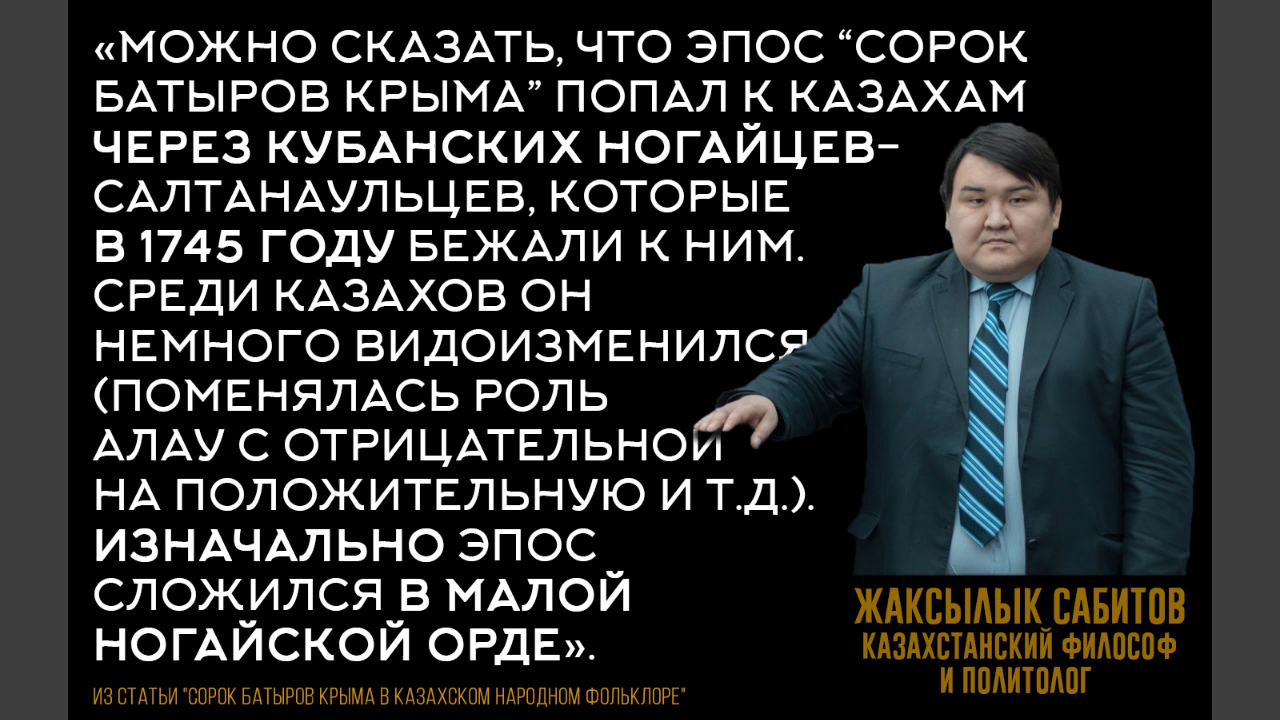 «МОЖНО СКАЗАТЬ, ЧТО ЭПОС “СОРОК
БАТЫРОВ КРЫМА” ПОПАЛ К КАЗАХАМ
ЧЕРЕЗ КУБАНСКИХ НОГАЙЦЕВ–
САЛТАНАУЛЬЦЕВ, КОТОРЫЕ
В 1745 ГОДУ БЕЖАЛИ К НИМ.
СРЕДИ КАЗАХОВ ОН
НЕМНОГО ВИДОИЗМЕНИЛСЯ
(ПОМЕНЯЛАСЬ РОЛЬ
АЛАУ С ОТРИЦАТЕЛЬНОЙ
НА ПОЛОЖИТЕЛЬНУЮ И Т.Д.).
ИЗНАЧАЛЬНО ЭПОС
СЛОЖИЛСЯ В МАЛОЙ
НОГАЙСКОЙ ОРДЕ».
ИЗ СТАТЬИ "СОРОК БАТЫРОВ КРЫМА В КАЗАХСКОМ НАРОДНОМ ФОЛЬКЛОРЕ"
ЖАКСЫЛЫК САБИТОВ
КАЗАХСТАНСКИЙ ФИЛОСОФ
И ПОЛИТОЛОГ